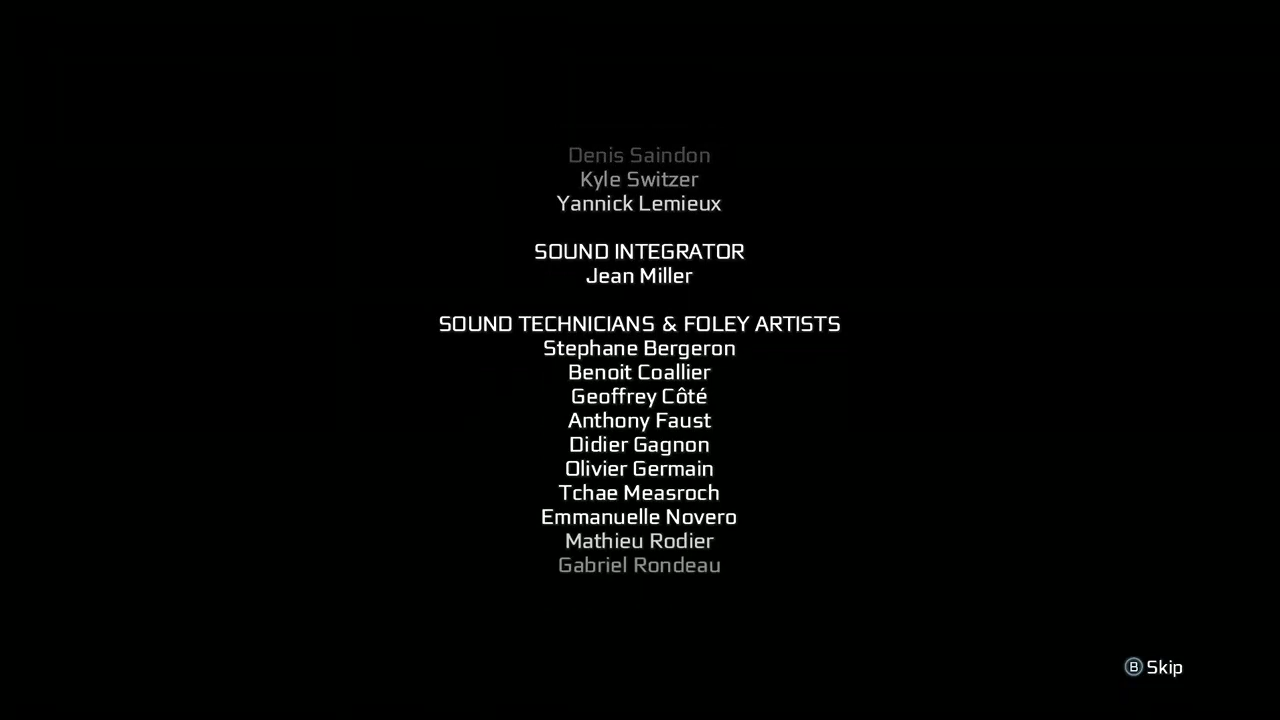 Denis Saindon
Kyle Switzer
Yannick Lemieux
SOUND INTEGRATOR
Jean Miller
SOUND TECHNICIANS & FOLEY ARTISTS
Stephane Bergeron
Benoit Coallier
Geoffrey Côté
Anthony Faust
Didier Gagnon
Olivier Germain
Tchae Measroch
Emmanuelle Novero
Mathieu Rodier
Gabriel Rondeau
B Skip